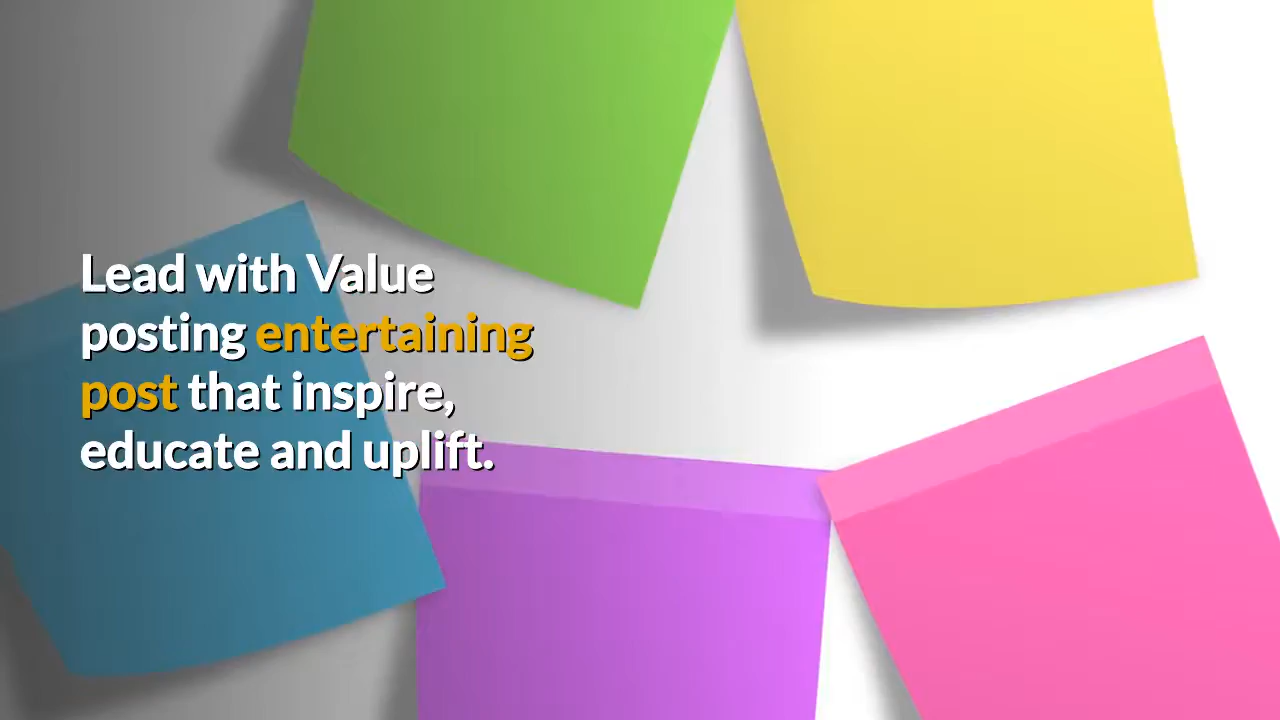 Lead with Value
posting entertaining
post that inspire,
educate and uplift.